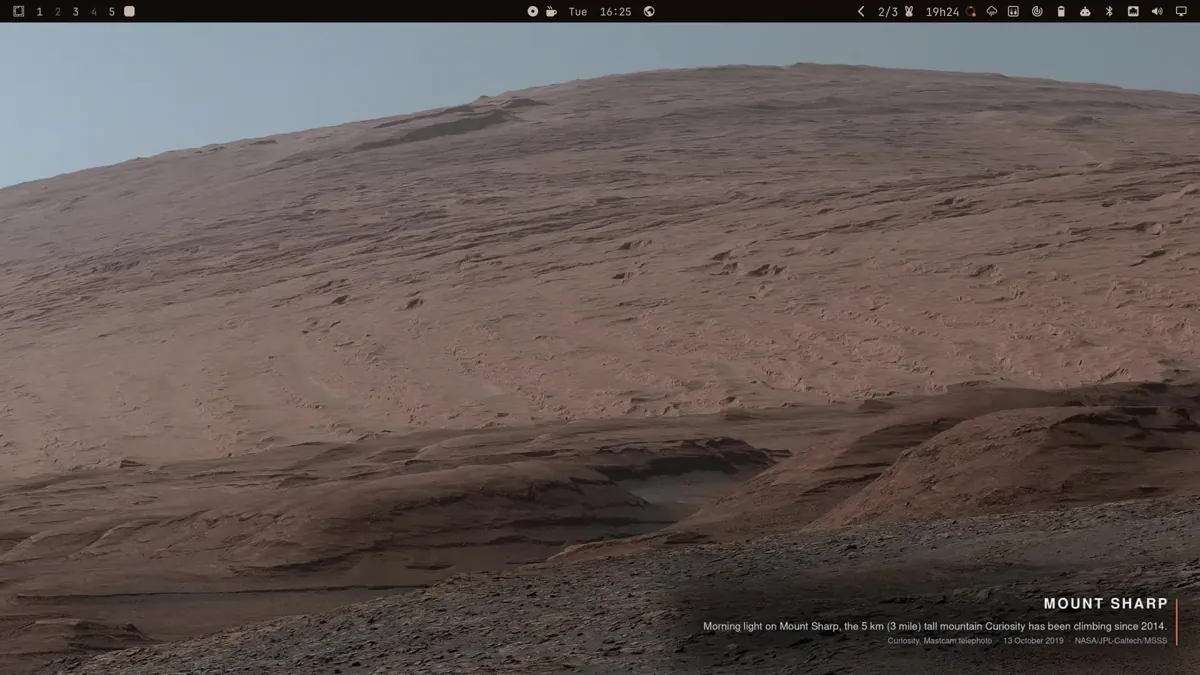 1 2 3 4 5
Tue 16:25
2/3 19h24
MOUNT SHARP
Morning light on Mount Sharp, the 5 km (3 mile) tall mountain Curiosity has been climbing since 2014.
Curiosity, Mastcam telephoto · 13 October 2019 · NASA/JPL-Caltech/MSSS